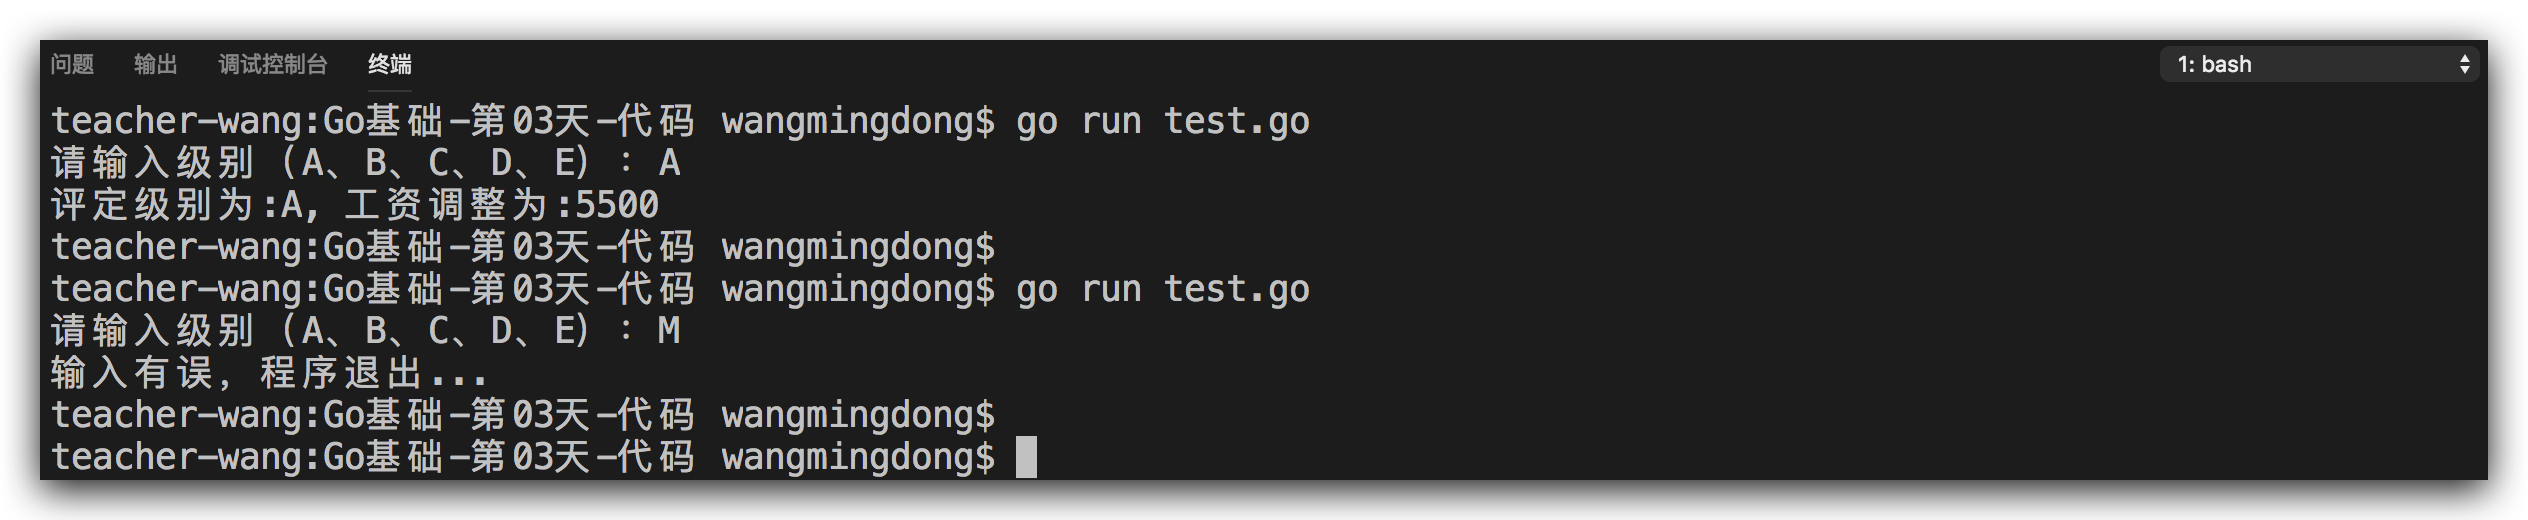 问题 输出 调试控制台 终端 1: bash
teacher-wang:Go基础-第03天-代码 wangmingdong$ go run test.go
请输入级别（A、B、C、D、E）：A
评定级别为:A, 工资调整为:5500
teacher-wang:Go基础-第03天-代码 wangmingdong$
teacher-wang:Go基础-第03天-代码 wangmingdong$ go run test.go
请输入级别（A、B、C、D、E）：M
输入有误, 程序退出...
teacher-wang:Go基础-第03天-代码 wangmingdong$
teacher-wang:Go基础-第03天-代码 wangmingdong$